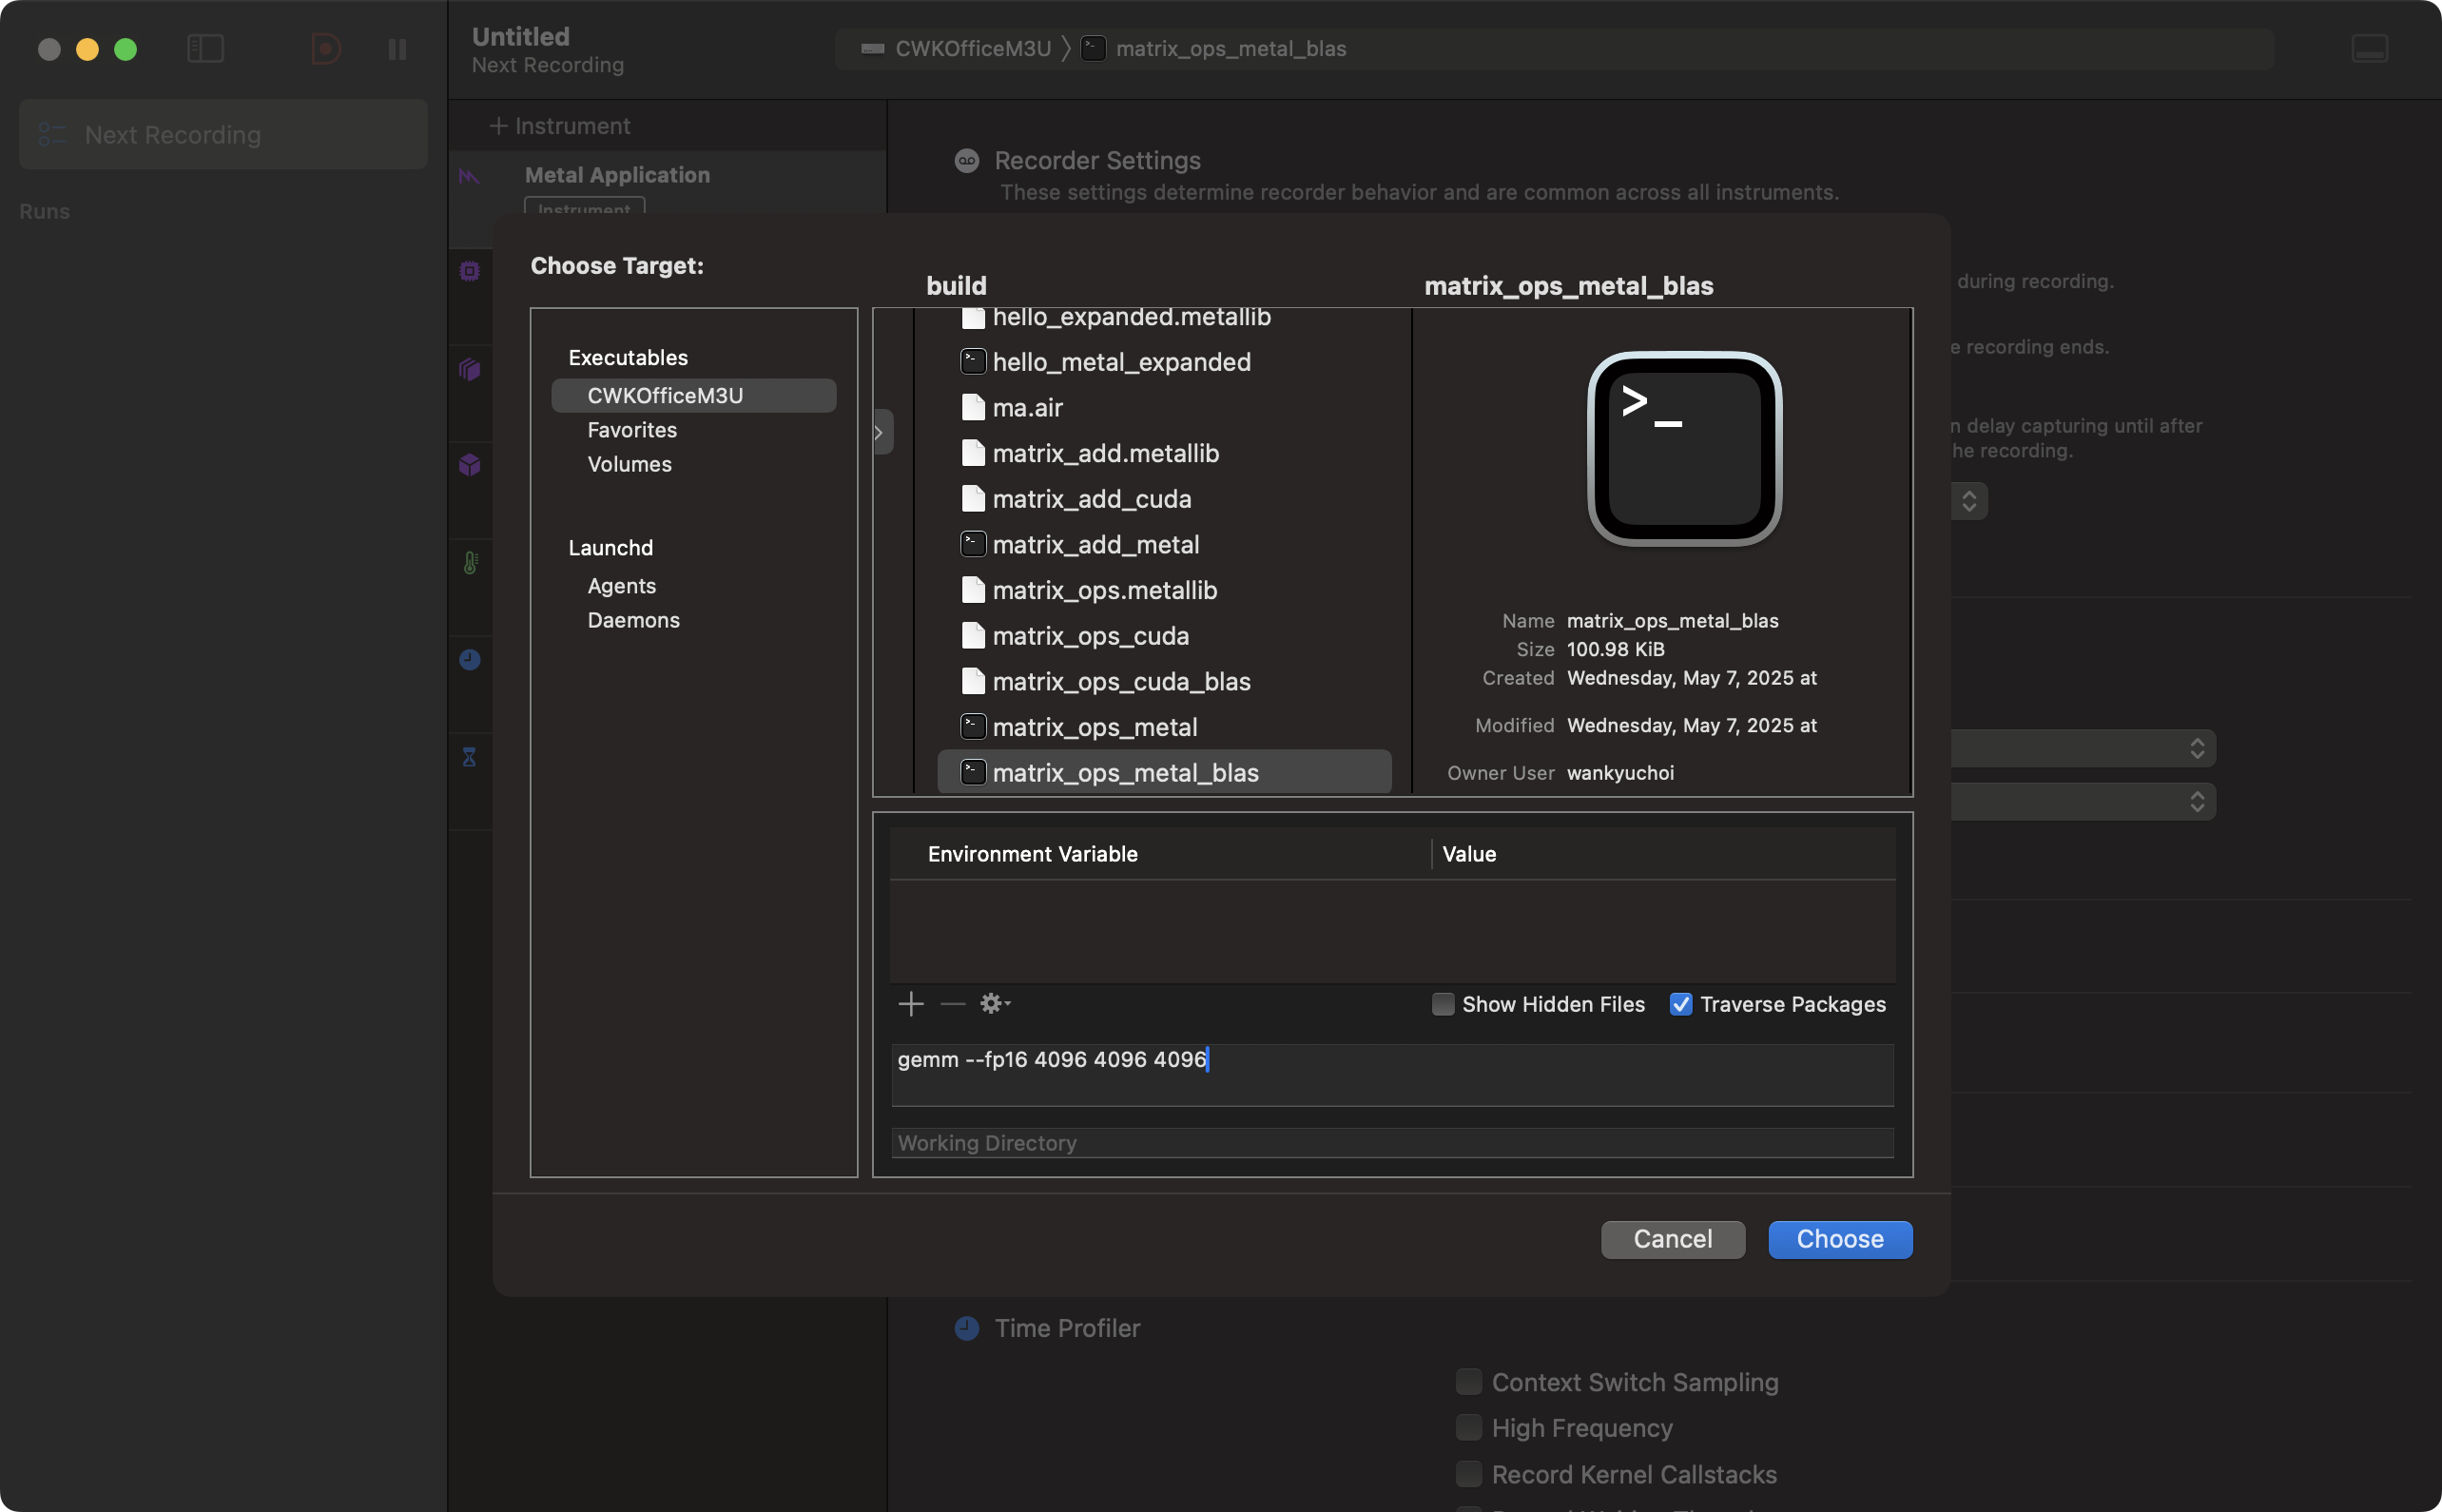 Untitled
Next Recording
CWKOfficeM3U
matrix_ops_metal_blas
Next Recording
Runs
Instrument
Metal Application
Instrument
Recorder Settings
These settings determine recorder behavior and are common across all instruments.
during recording.
recording ends.
delay capturing until after
the recording.
Choose Target:
Executables
CWKOfficeM3U
Favorites
Volumes
Launchd
Agents
Daemons
build
hello_expanded.metallib
hello_metal_expanded
ma.air
matrix_add.metallib
matrix_add_cuda
matrix_add_metal
matrix_ops.metallib
matrix_ops_cuda
matrix_ops_cuda_blas
matrix_ops_metal
matrix_ops_metal_blas
matrix_ops_metal_blas
>_
Name matrix_ops_metal_blas
Size 100.98 KiB
Created Wednesday, May 7, 2025 at
Modified Wednesday, May 7, 2025 at
Owner User wankyuchoi
Environment Variable Value
Show Hidden Files Traverse Packages
gemm --fp16 4096 4096 4096
Working Directory
Cancel Choose
Time Profiler
Context Switch Sampling
High Frequency
Record Kernel Callstacks